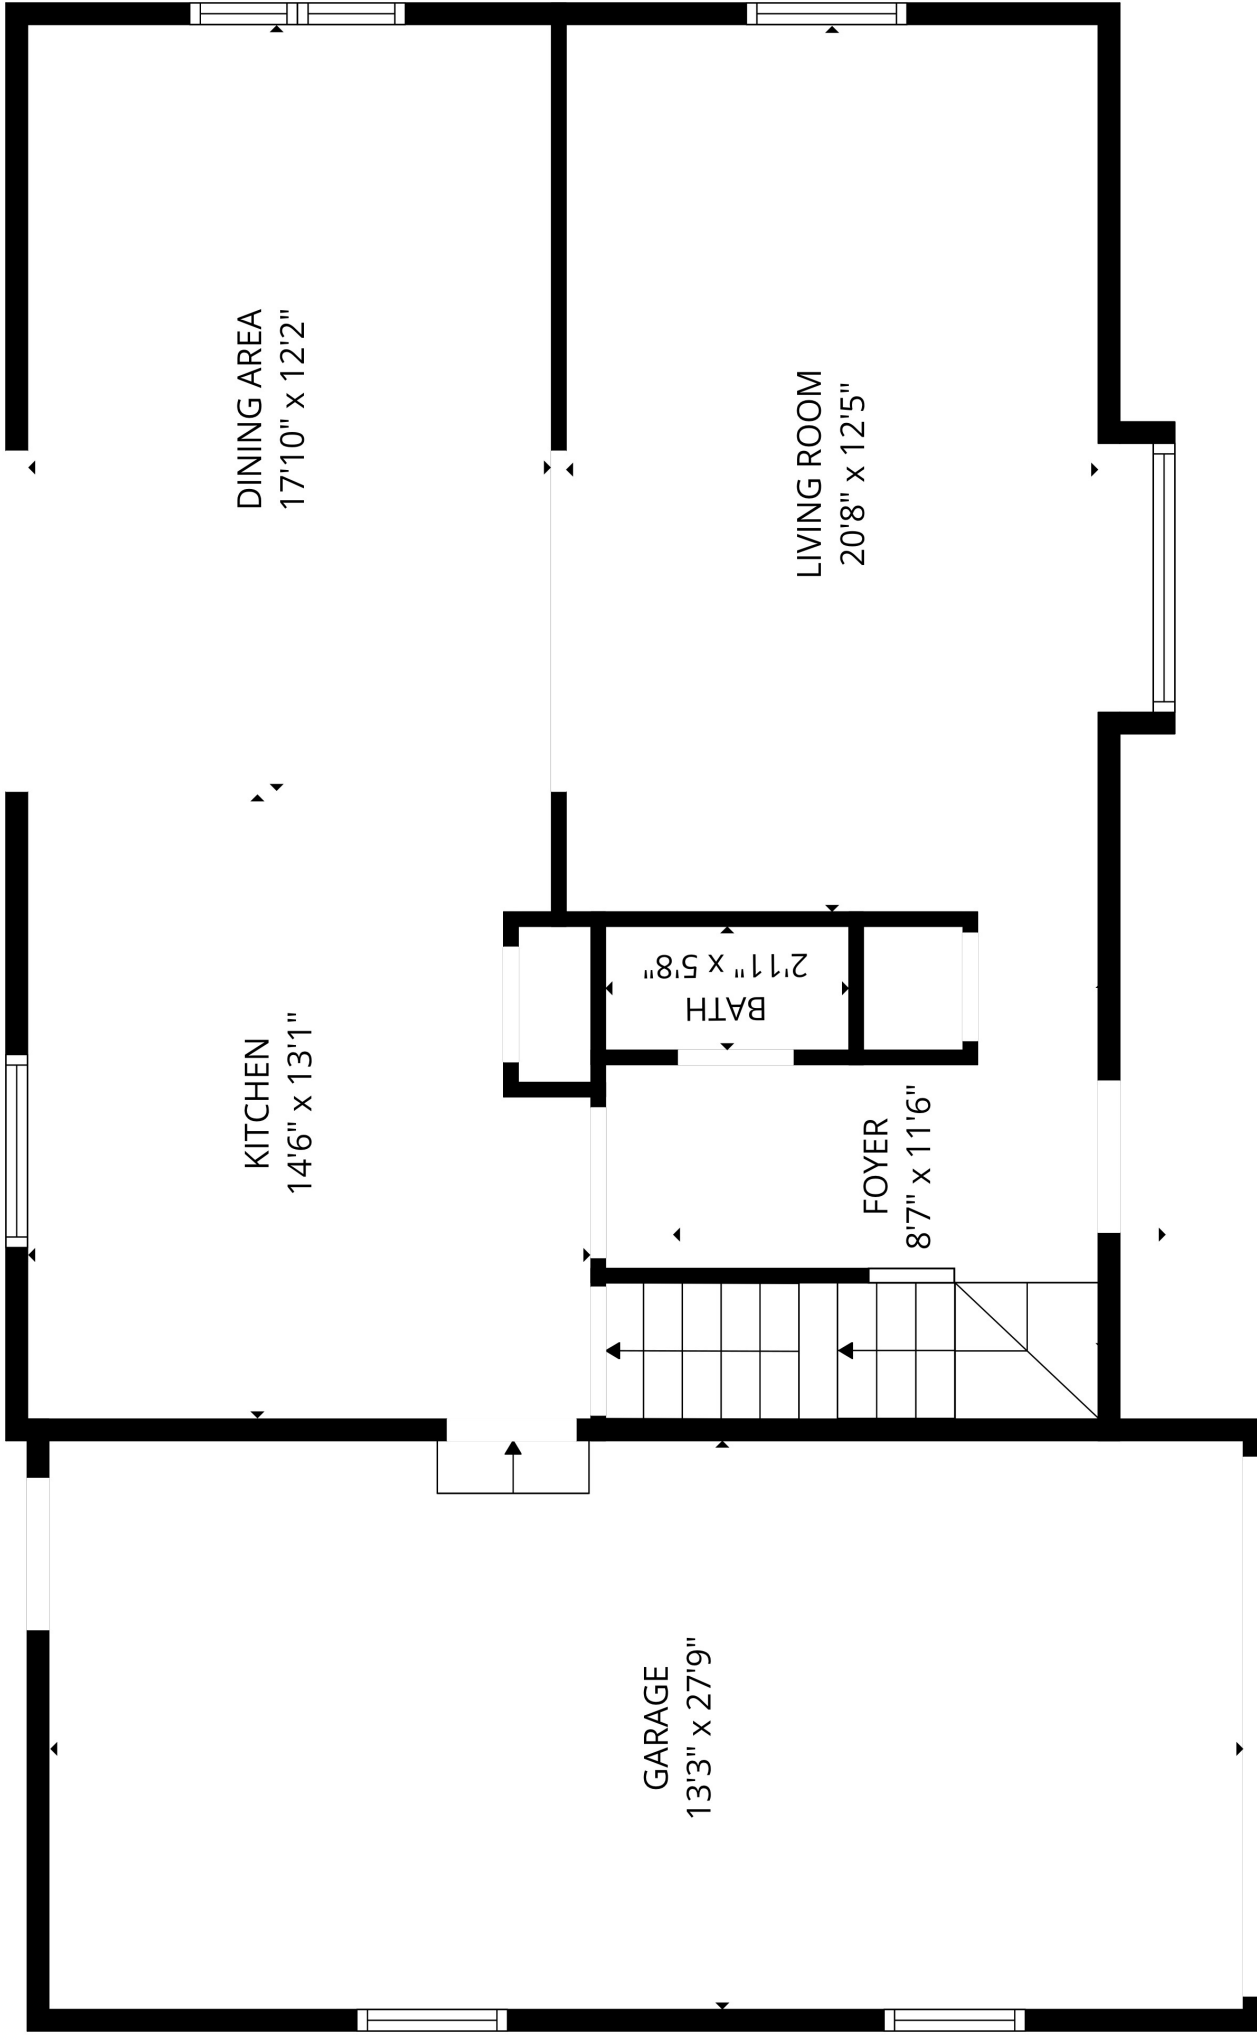 DINING AREA
17'10" x 12'2"
LIVING ROOM
20'8" x 12'5"
BATH
2'11" x 5'8"
KITCHEN
14'6" x 13'1"
FOYER
8'7" x 11'6"
GARAGE
13'3" x 27'9"